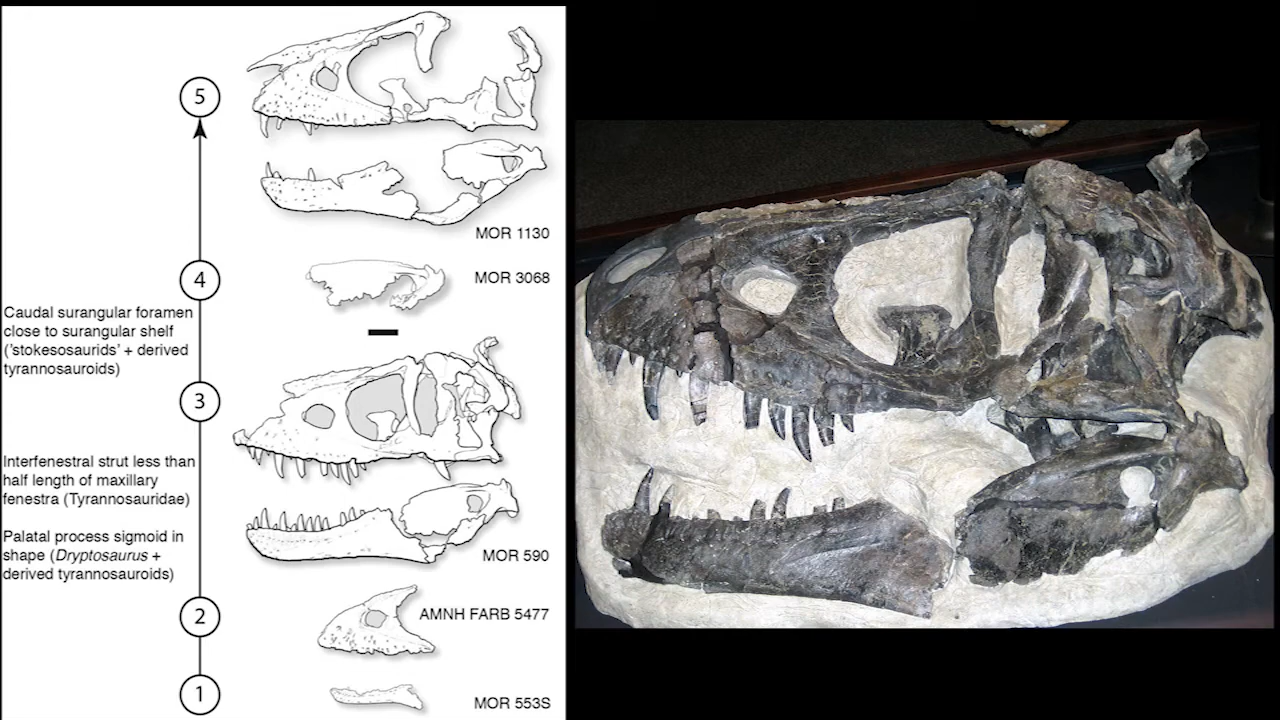 5
MOR 1130
4
MOR 3068
Caudal surangular foramen
close to surangular shelf
('stokesosaurids' + derived
tyrannosauroids)
3
Interfenestral strut less than
half length of maxillary
fenestra (Tyrannosauridae)
Palatal process sigmoid in
shape (Dryptosaurus +
derived tyrannosauroids)
MOR 590
2
AMNH FARB 5477
1
MOR 553S